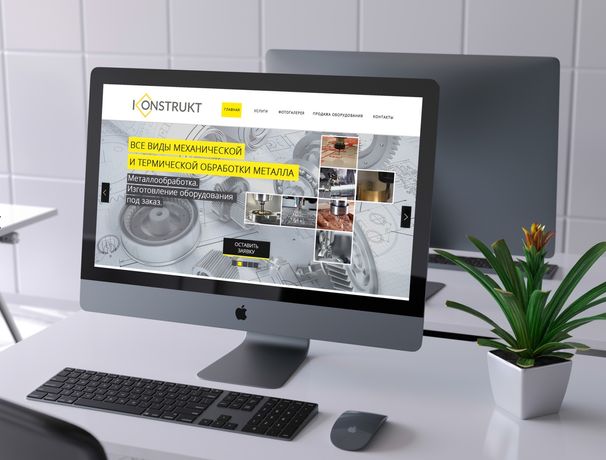 KONSTRUKT
ГЛАВНАЯ УСЛУГИ ФОТОГАЛЕРЕЯ ПРОДАЖА ОБОРУДОВАНИЯ КОНТАКТЫ
ВСЕ ВИДЫ МЕХАНИЧЕСКОЙ
И ТЕРМИЧЕСКОЙ ОБРАБОТКИ МЕТАЛЛА
Металлообработка.
Изготовление оборудования
под заказ.
ОСТАВИТЬ
ЗАЯВКУ